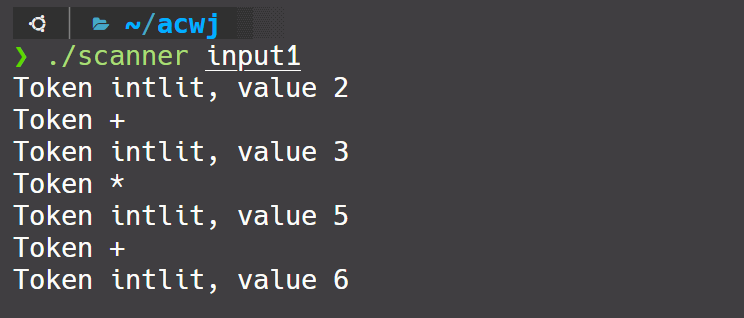 ~/acwj
❯ ./scanner input1
Token intlit, value 2
Token +
Token intlit, value 3
Token *
Token intlit, value 5
Token +
Token intlit, value 6